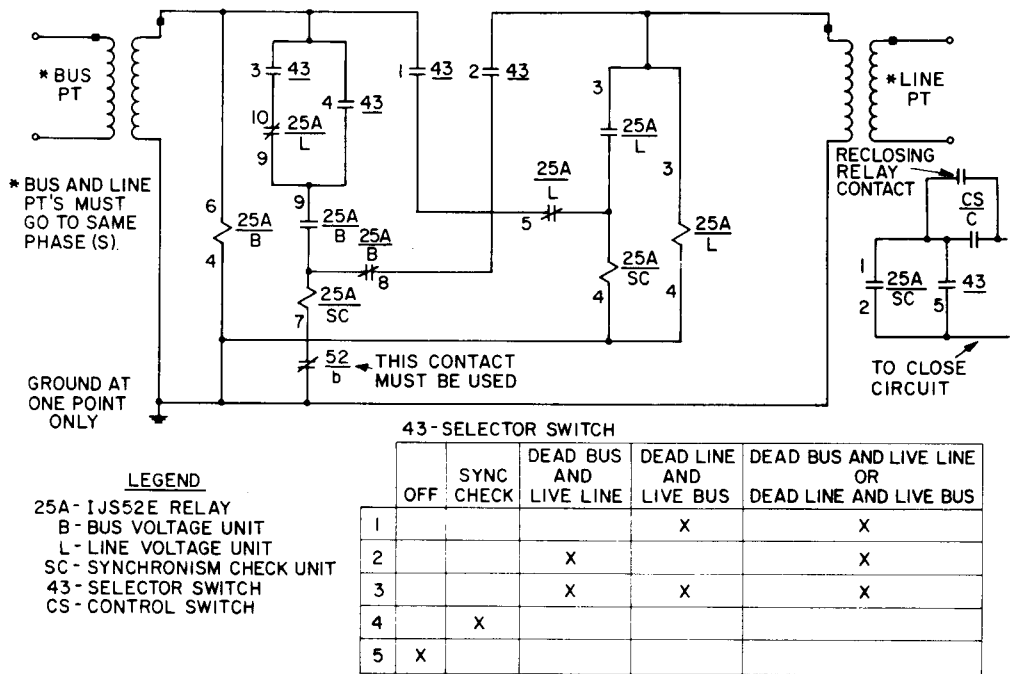 * BUS
PT
3 43
4 43
10 25A
L
9
1 43
2 43
3
25A
L
* LINE
PT
* BUS AND LINE
PT'S MUST
GO TO SAME
PHASE (S).
6
25A
B
4
9
25A
B
25A
B
8
25A
L
5
3
25A
L
4
25A
SC
4
25A
SC
7
52
b
THIS CONTACT
MUST BE USED
RECLOSING
RELAY
CONTACT
CS
C
1
25A
SC
2
43
5
TO CLOSE
CIRCUIT
GROUND AT
ONE POINT
ONLY
LEGEND
25A - IJS52E RELAY
B - BUS VOLTAGE UNIT
L - LINE VOLTAGE UNIT
SC - SYNCHRONISM CHECK UNIT
43 - SELECTOR SWITCH
CS - CONTROL SWITCH
43 - SELECTOR SWITCH
OFF
SYNC
CHECK
DEAD BUS
AND
LIVE LINE
DEAD LINE
AND
LIVE BUS
DEAD BUS AND LIVE LINE
OR
DEAD LINE AND LIVE BUS
1 X X
2 X X
3 X X X
4 X
5 X